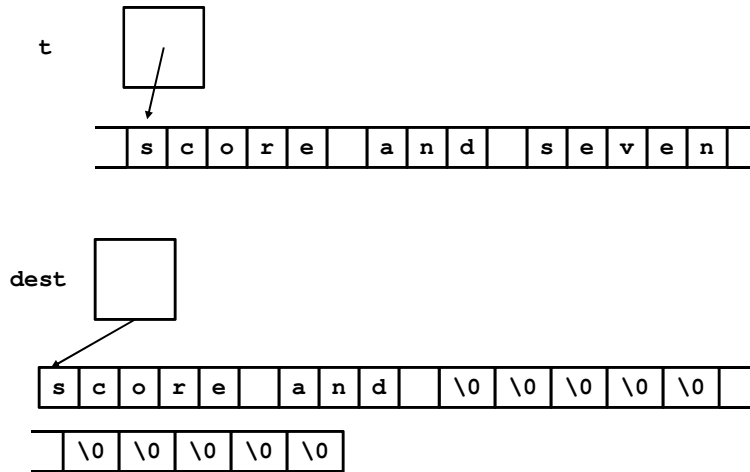 t
s c o r e a n d s e v e n
dest
s c o r e a n d \0 \0 \0 \0 \0
\0 \0 \0 \0 \0